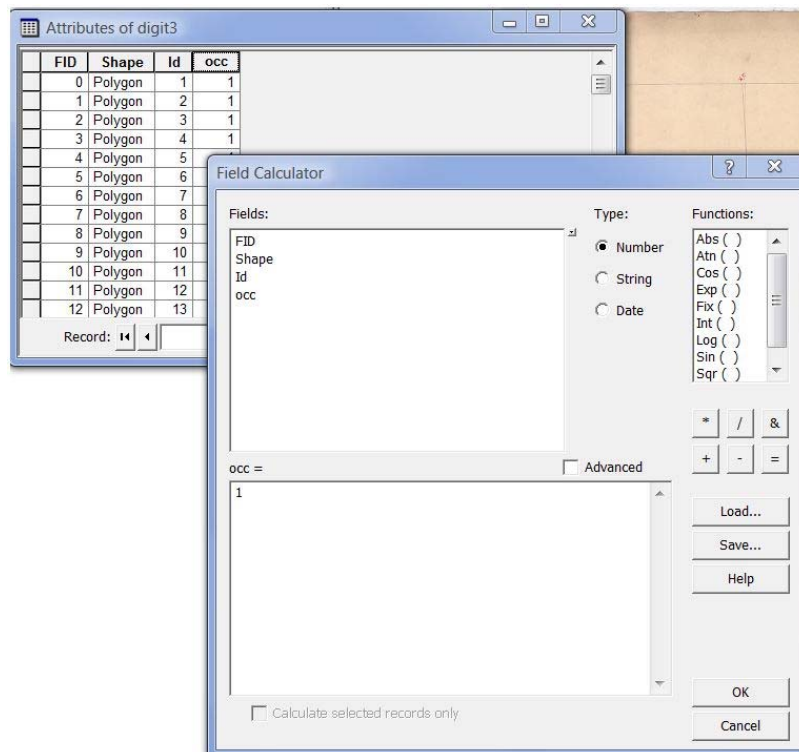 Attributes of digit3
FID Shape Id occ
0 Polygon 1 1
1 Polygon 2 1
2 Polygon 3 1
3 Polygon 4 1
4 Polygon 5
5 Polygon 6
6 Polygon 7
7 Polygon 8
8 Polygon 9
9 Polygon 10
10 Polygon 11
11 Polygon 12
12 Polygon 13
Record:
Field Calculator
Fields:
FID
Shape
Id
occ
Type:
Number
String
Date
Functions:
Abs ( )
Atn ( )
Cos ( )
Exp ( )
Fix ( )
Int ( )
Log ( )
Sin ( )
Sqr ( )
* / &
+ - =
occ =
Advanced
1
Load...
Save...
Help
Calculate selected records only
OK
Cancel